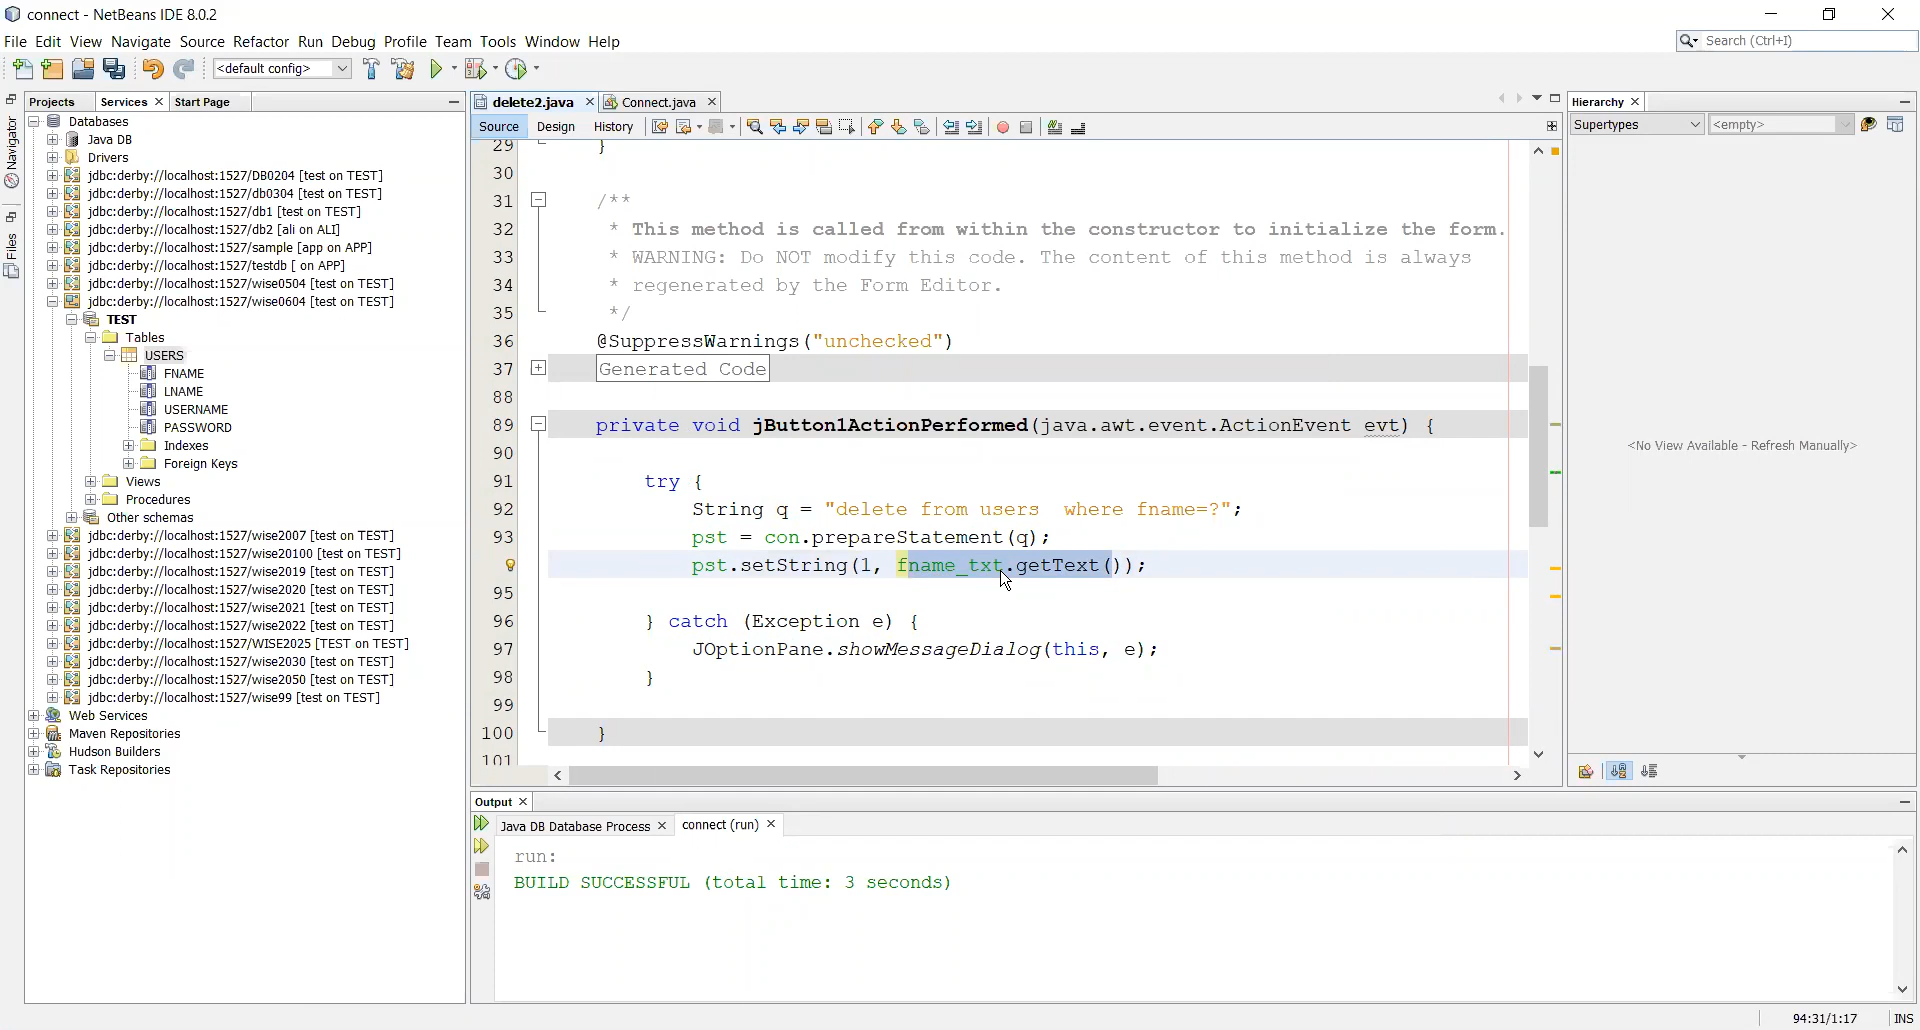 connect - NetBeans IDE 8.0.2
File Edit View Navigate Source Refactor Run Debug Profile Team Tools Window Help
Search (Ctrl+I)
<default config>
Projects Services Start Page
delete2.java Connect.java
Hierarchy
Source Design History
Supertypes <empty>
Navigator
Files
Databases
Java DB
Drivers
jdbc:derby://localhost:1527/DB0204 [test on TEST]
jdbc:derby://localhost:1527/db0304 [test on TEST]
jdbc:derby://localhost:1527/db1 [test on TEST]
jdbc:derby://localhost:1527/db2 [ali on ALI]
jdbc:derby://localhost:1527/sample [app on APP]
jdbc:derby://localhost:1527/testdb [ on APP]
jdbc:derby://localhost:1527/wise0504 [test on TEST]
jdbc:derby://localhost:1527/wise0604 [test on TEST]
TEST
Tables
USERS
FNAME
LNAME
USERNAME
PASSWORD
Indexes
Foreign Keys
Views
Procedures
Other schemas
jdbc:derby://localhost:1527/wise2007 [test on TEST]
jdbc:derby://localhost:1527/wise20100 [test on TEST]
jdbc:derby://localhost:1527/wise2019 [test on TEST]
jdbc:derby://localhost:1527/wise2020 [test on TEST]
jdbc:derby://localhost:1527/wise2021 [test on TEST]
jdbc:derby://localhost:1527/wise2022 [test on TEST]
jdbc:derby://localhost:1527/WISE2025 [TEST on TEST]
jdbc:derby://localhost:1527/wise2030 [test on TEST]
jdbc:derby://localhost:1527/wise2050 [test on TEST]
jdbc:derby://localhost:1527/wise99 [test on TEST]
Web Services
Maven Repositories
Hudson Builders
Task Repositories
29 }
30
31 /**
32 * This method is called from within the constructor to initialize the form.
33 * WARNING: Do NOT modify this code. The content of this method is always
34 * regenerated by the Form Editor.
35 */
36 @SuppressWarnings("unchecked")
37 Generated Code
88
89 private void jButton1ActionPerformed(java.awt.event.ActionEvent evt) {
90
91 try {
92 String q = "delete from users  where fname=?";
93 pst = con.prepareStatement(q);
pst.setString(1, fname_txt.getText());
95
96 } catch (Exception e) {
97 JOptionPane.showMessageDialog(this, e);
98 }
99
100 }
101
<No View Available - Refresh Manually>
Output
Java DB Database Process connect (run)
run:
BUILD SUCCESSFUL (total time: 3 seconds)
94:31/1:17 INS